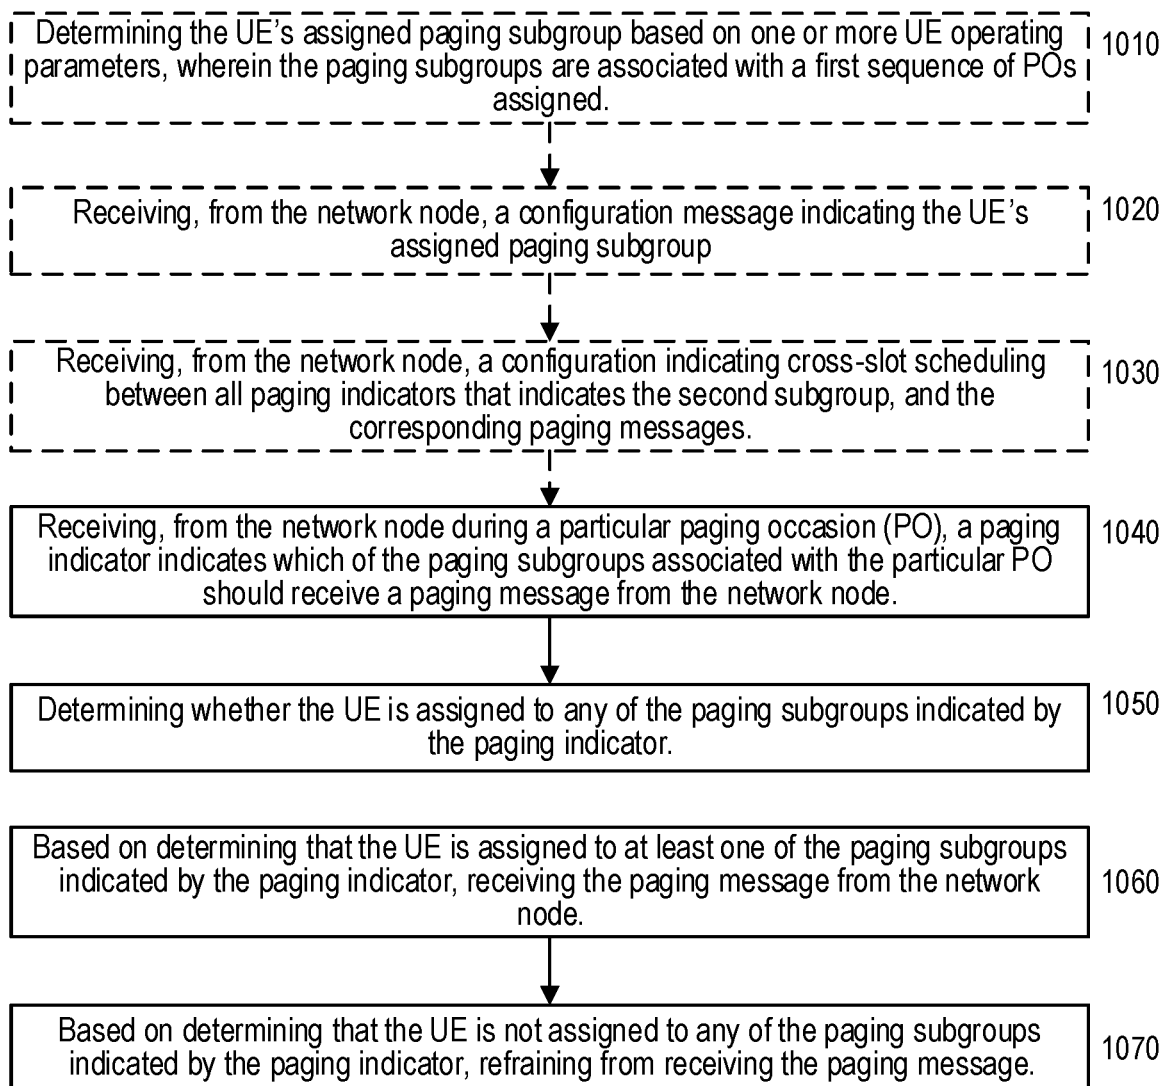 Determining the UE's assigned paging subgroup based on one or more UE operating
parameters, wherein the paging subgroups are associated with a first sequence of POs
assigned.
1010
Receiving, from the network node, a configuration message indicating the UE's
assigned paging subgroup
1020
Receiving, from the network node, a configuration indicating cross-slot scheduling
between all paging indicators that indicates the second subgroup, and the
corresponding paging messages.
1030
Receiving, from the network node during a particular paging occasion (PO), a paging
indicator indicates which of the paging subgroups associated with the particular PO
should receive a paging message from the network node.
1040
Determining whether the UE is assigned to any of the paging subgroups indicated by
the paging indicator.
1050
Based on determining that the UE is assigned to at least one of the paging subgroups
indicated by the paging indicator, receiving the paging message from the network
node.
1060
Based on determining that the UE is not assigned to any of the paging subgroups
indicated by the paging indicator, refraining from receiving the paging message.
1070